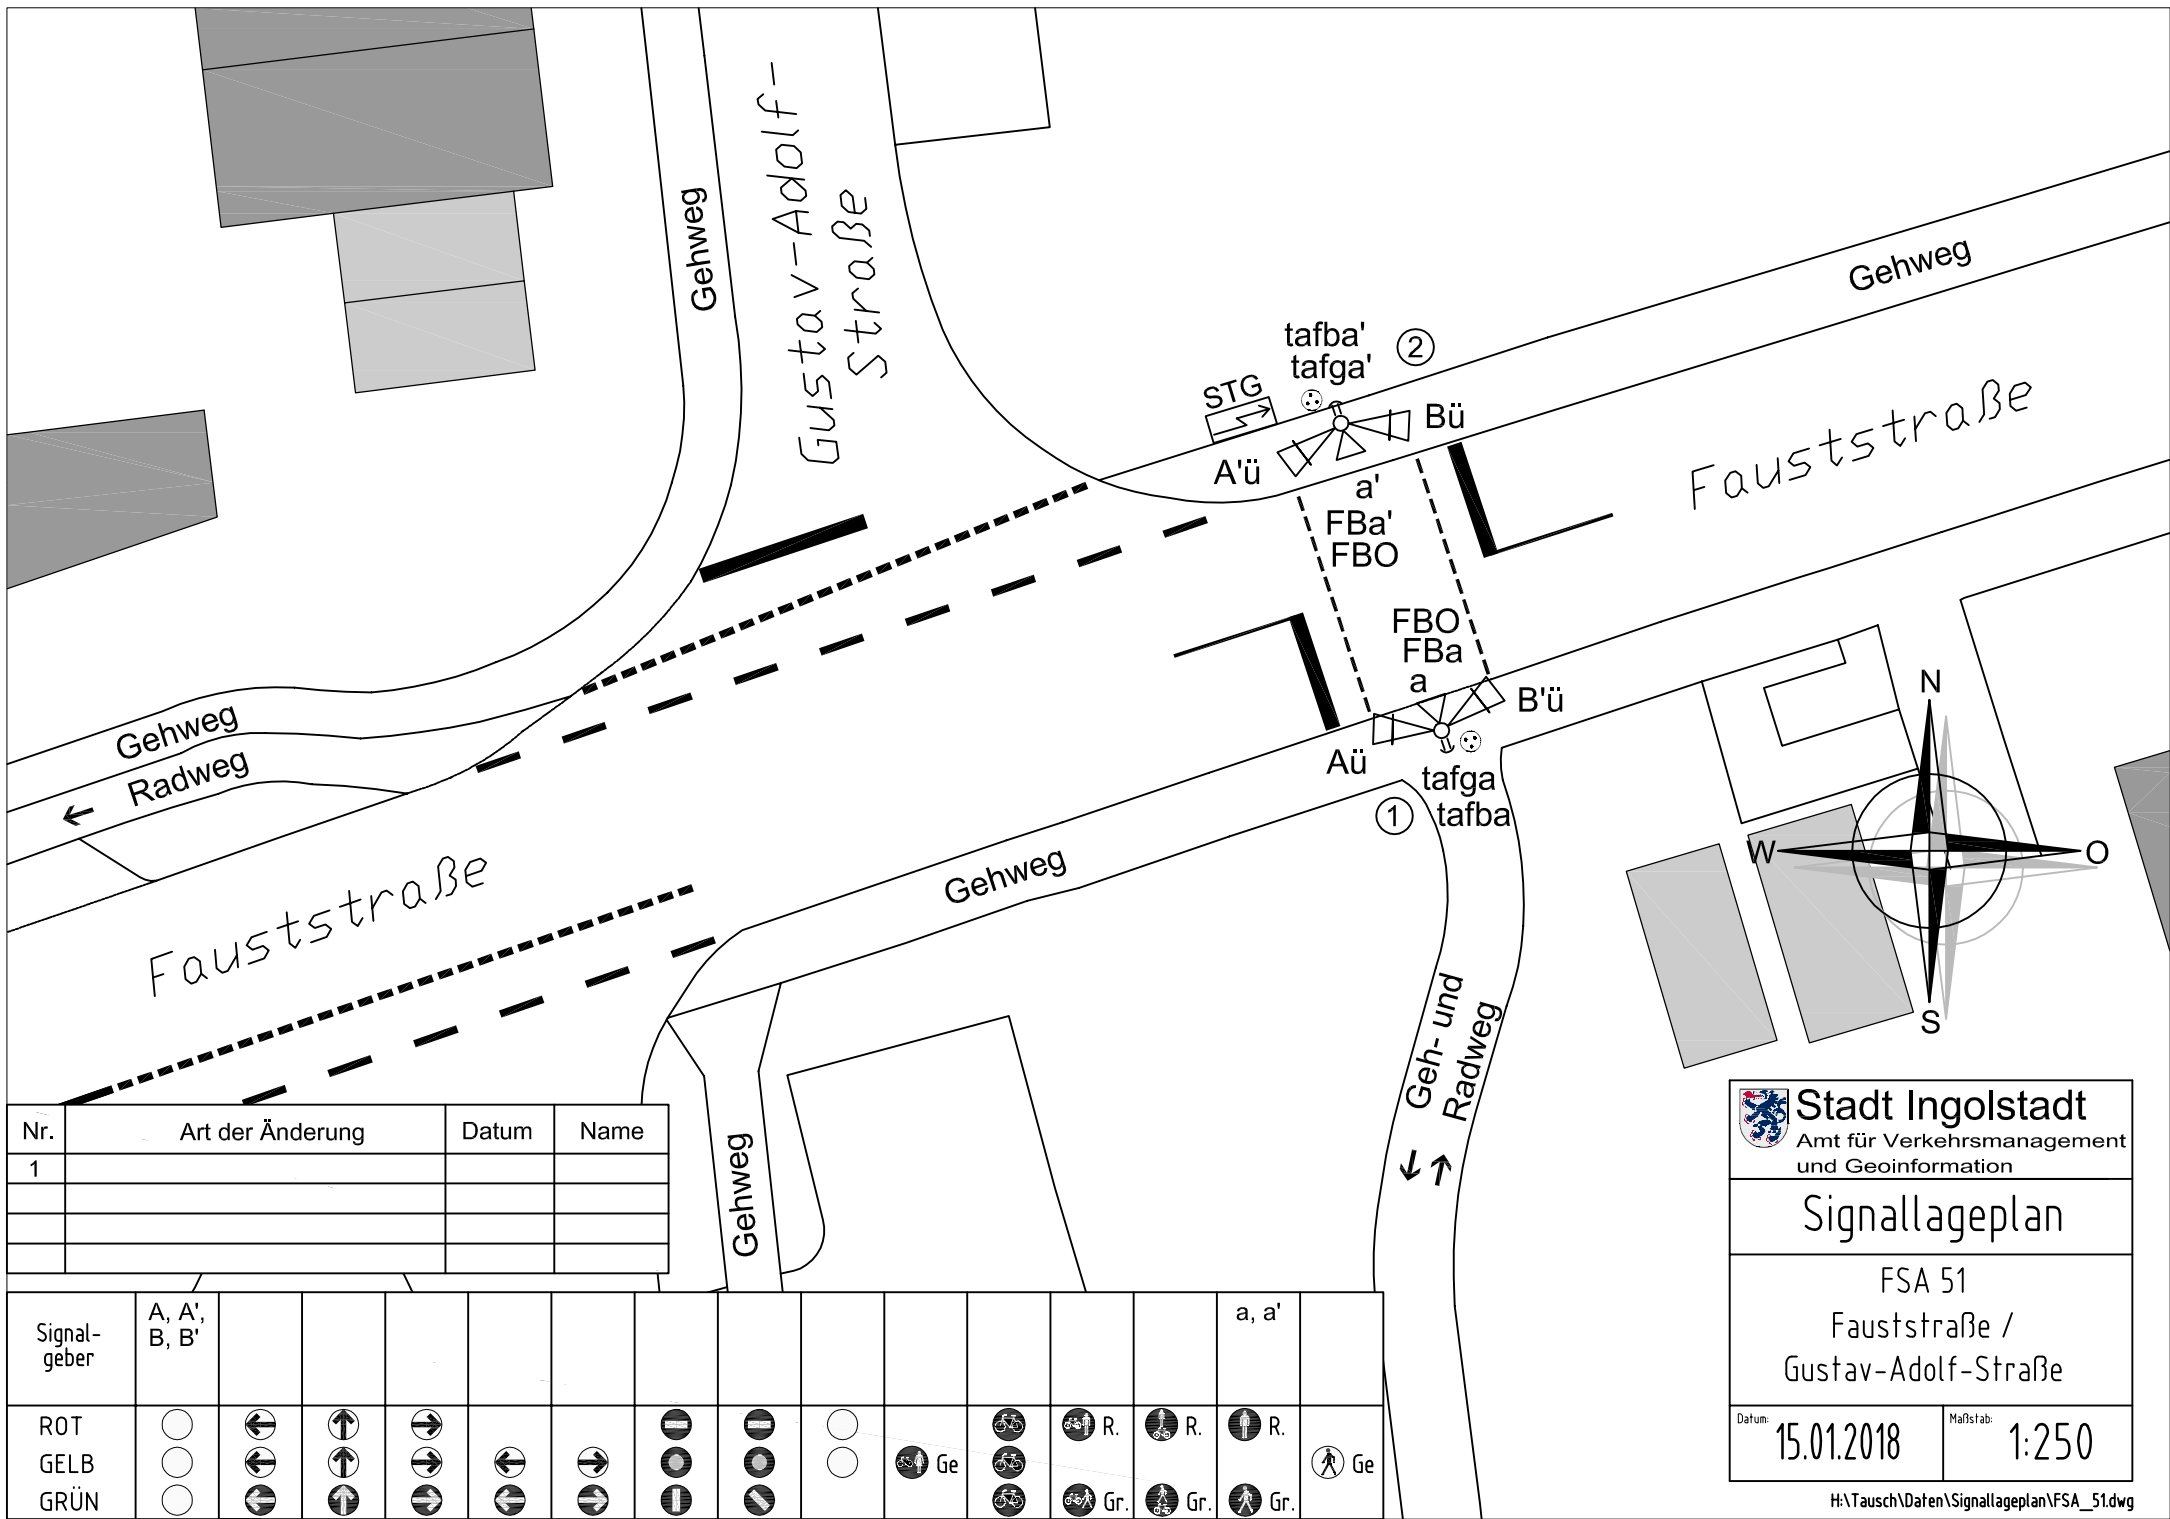 Gehweg
Gustav-Adolf-
Straße
Gehweg
tafba'
tafga'
2
STG
Bü
A'ü
a'
FBa'
FBO
Fauststraße
FBO
FBa
a
B'ü
Aü
tafga
tafba
1
Gehweg
Radweg
Fauststraße
Gehweg
Geh- und
Radweg
Gehweg
N
W
O
S
Nr.
Art der Änderung
Datum
Name
1
Signal-
geber
A, A',
B, B'
a, a'
ROT
R.
R.
R.
GELB
Ge
Ge
GRÜN
Gr.
Gr.
Gr.
Stadt Ingolstadt
Amt für Verkehrsmanagement
und Geoinformation
Signallageplan
FSA 51
Fauststraße /
Gustav-Adolf-Straße
Datum:
15.01.2018
Maßstab:
1:250
H:\Tausch\Daten\Signallageplan\FSA_51.dwg